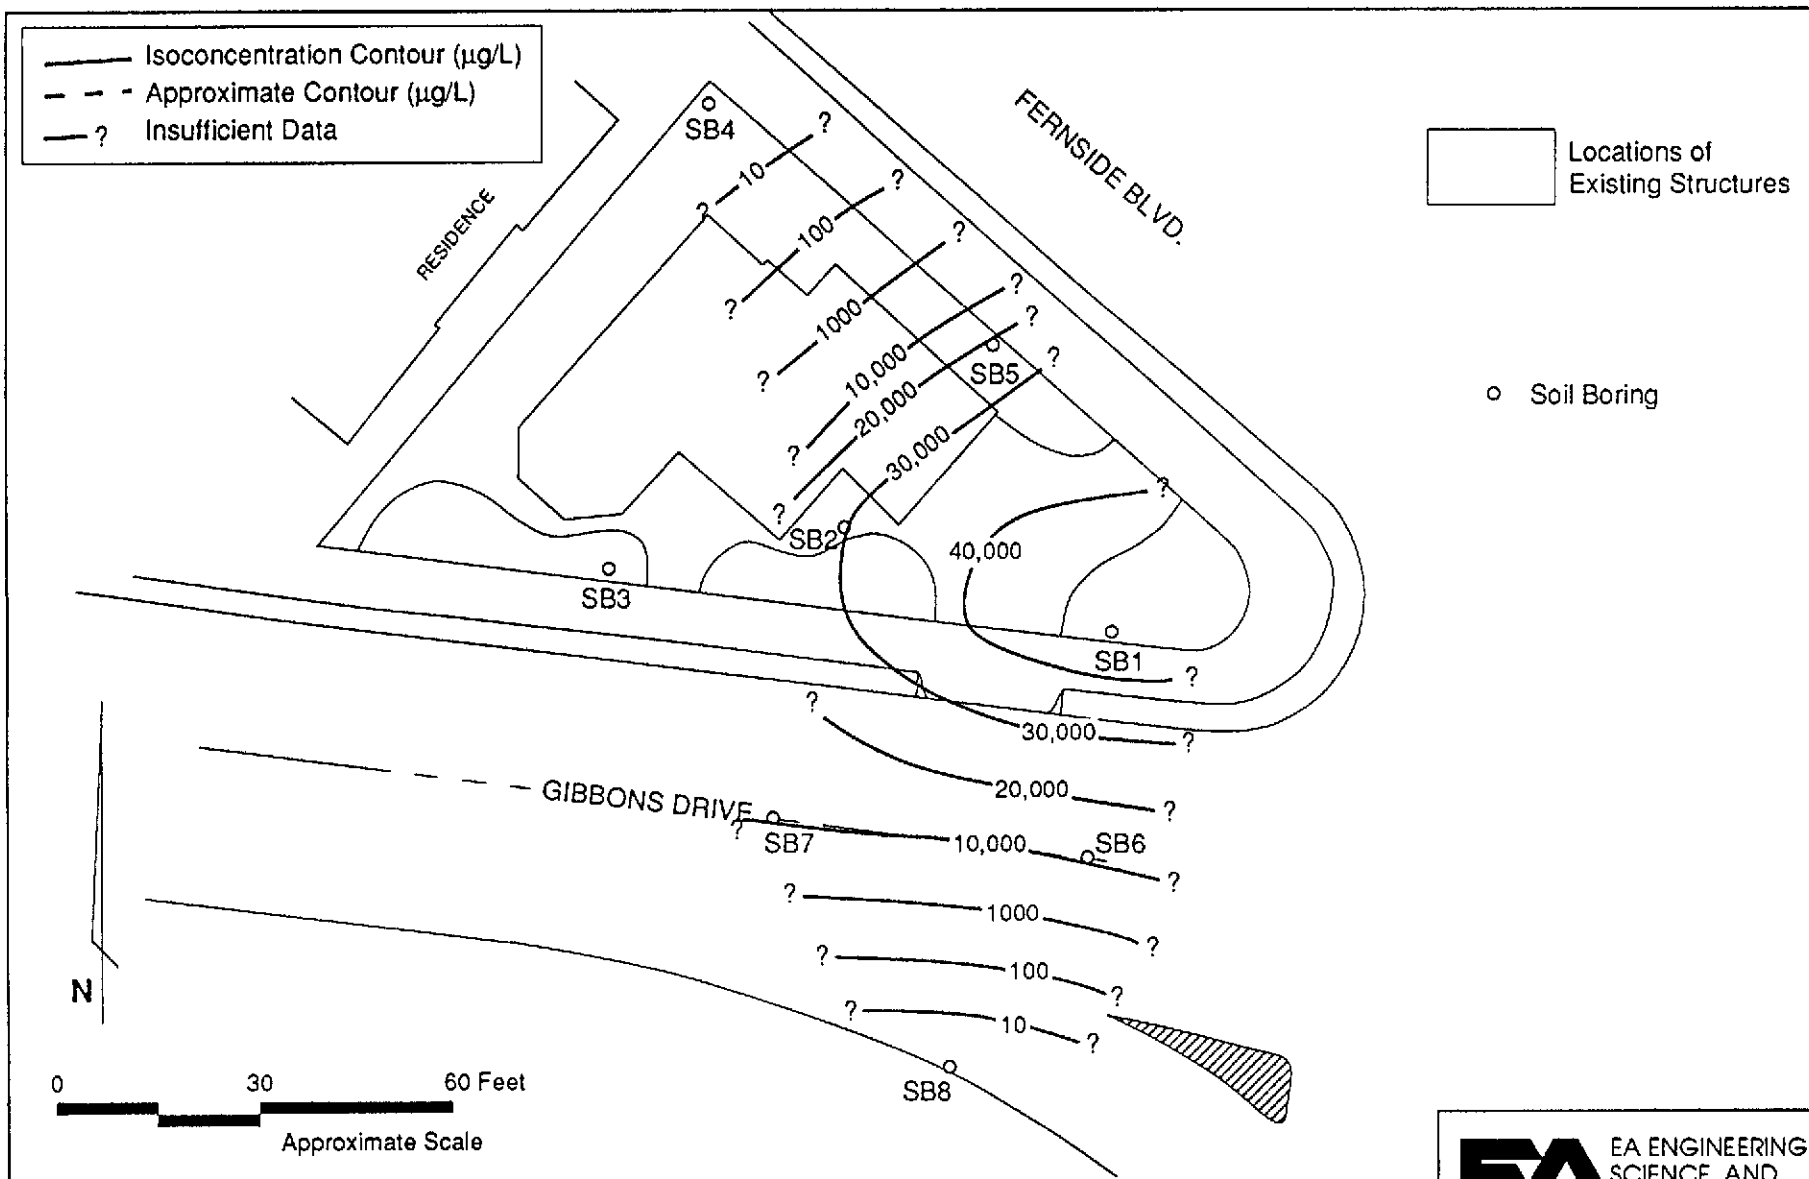 Isoconcentration Contour (µg/L)
Approximate Contour (µg/L)
? Insufficient Data
SB4
?
10
?
FERNSIDE BLVD.
Locations of
Existing Structures
RESIDENCE
?
100
?
?
1000
?
?
10,000
?
?
20,000
?
SB5
Soil Boring
?
30,000
?
40,000
SB2
SB3
SB1
?
?
30,000
?
20,000
?
GIBBONS DRIVE
?
SB7
10,000
SB6
?
?
1000
?
?
100
?
?
10
?
SB8
N
0 30 60 Feet
Approximate Scale
EA
EA ENGINEERING
SCIENCE, AND